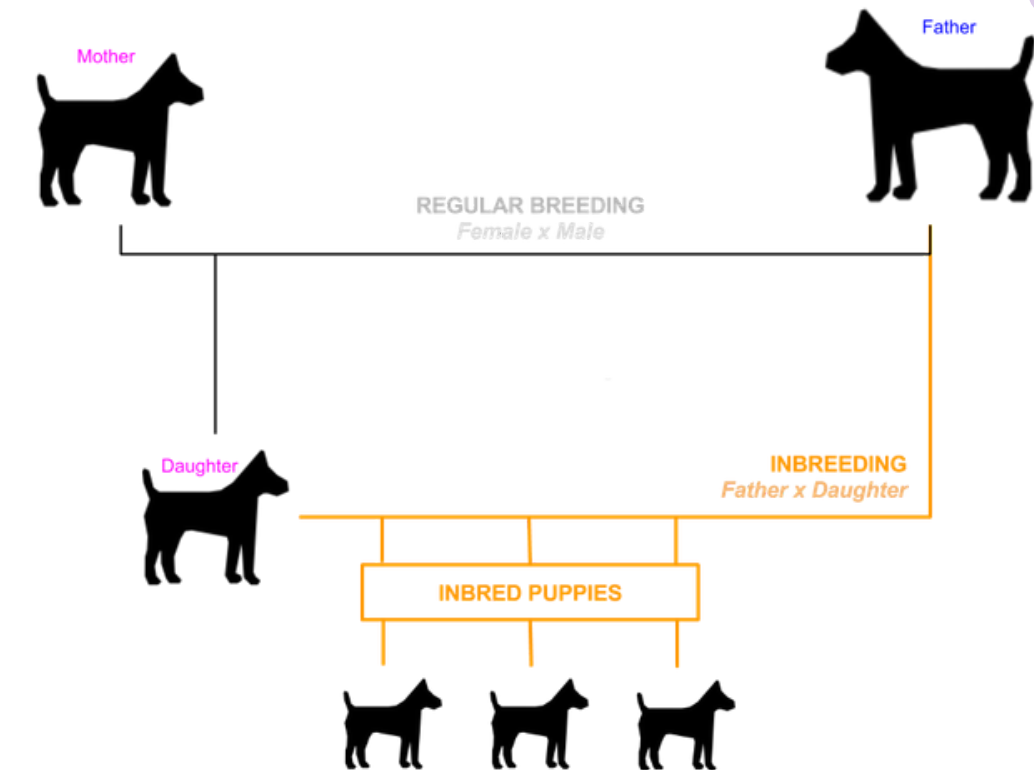 Mother
Father
REGULAR BREEDING
Female x Male
Daughter
INBREEDING
Father x Daughter
INBRED PUPPIES